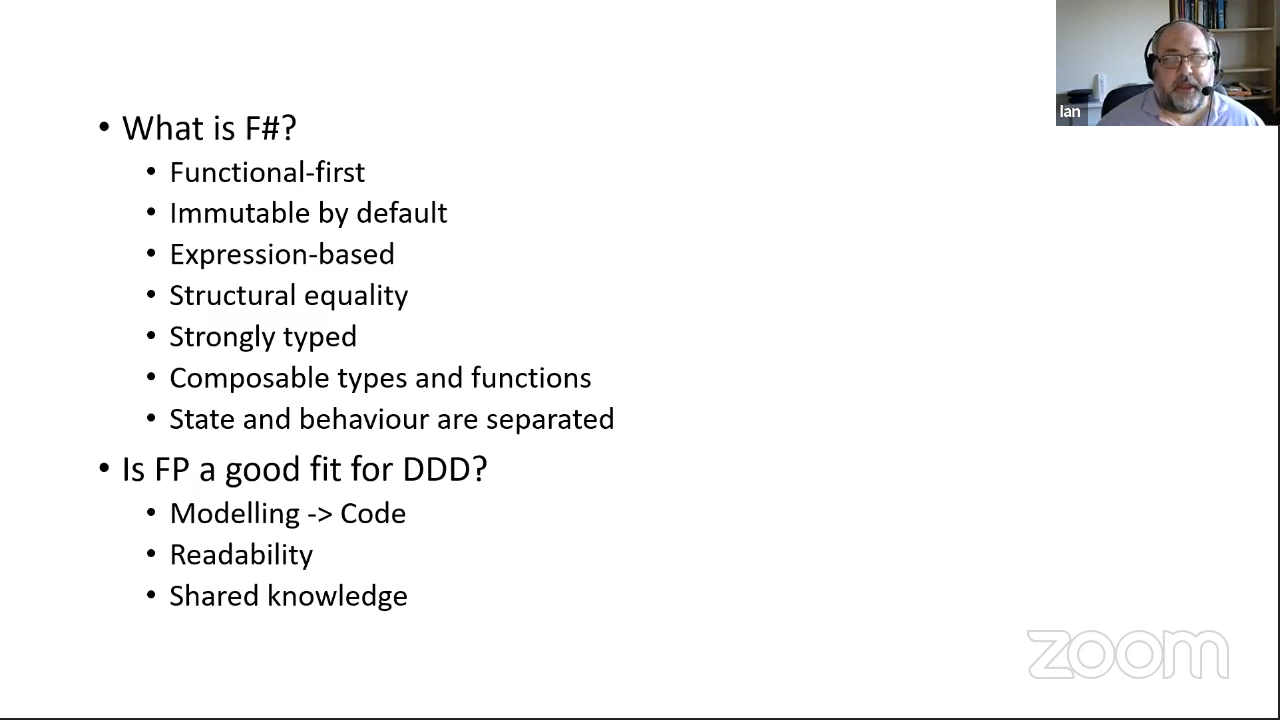 • What is F#?
• Functional-first
• Immutable by default
• Expression-based
• Structural equality
• Strongly typed
• Composable types and functions
• State and behaviour are separated
• Is FP a good fit for DDD?
• Modelling -> Code
• Readability
• Shared knowledge
Ian
zoom